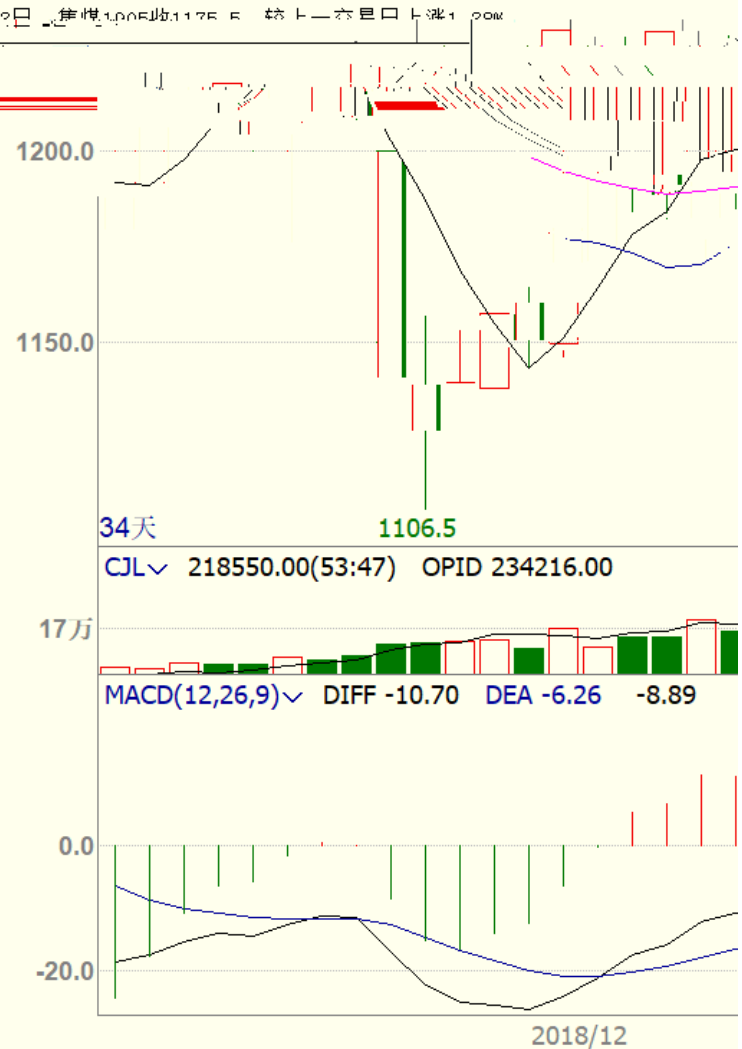 1200.0
1150.0
34天
1106.5
CJL 218550.00(53:47) OPID 234216.00
17万
MACD(12,26,9) DIFF -10.70 DEA -6.26 -8.89
0.0
-20.0
2018/12